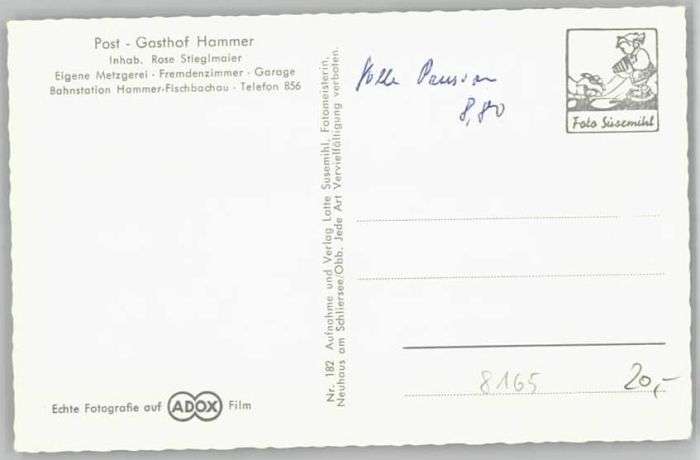 Post - Gasthof Hammer
Inhab. Rose Stieglmaier
Eigene Metzgerei · Fremdenzimmer · Garage
Bahnstation Hammer-Fischbachau · Telefon 856
Nr. 182 Aufnahme und Verlag Lotte Susemihl, Fotomeisterin,
Neuhaus am Schliersee/Obb. Jede Art Vervielfältigung verboten.
Volle Pension
8,80
Foto Susemihl
8165
20,-
Echte Fotografie auf ADOX Film